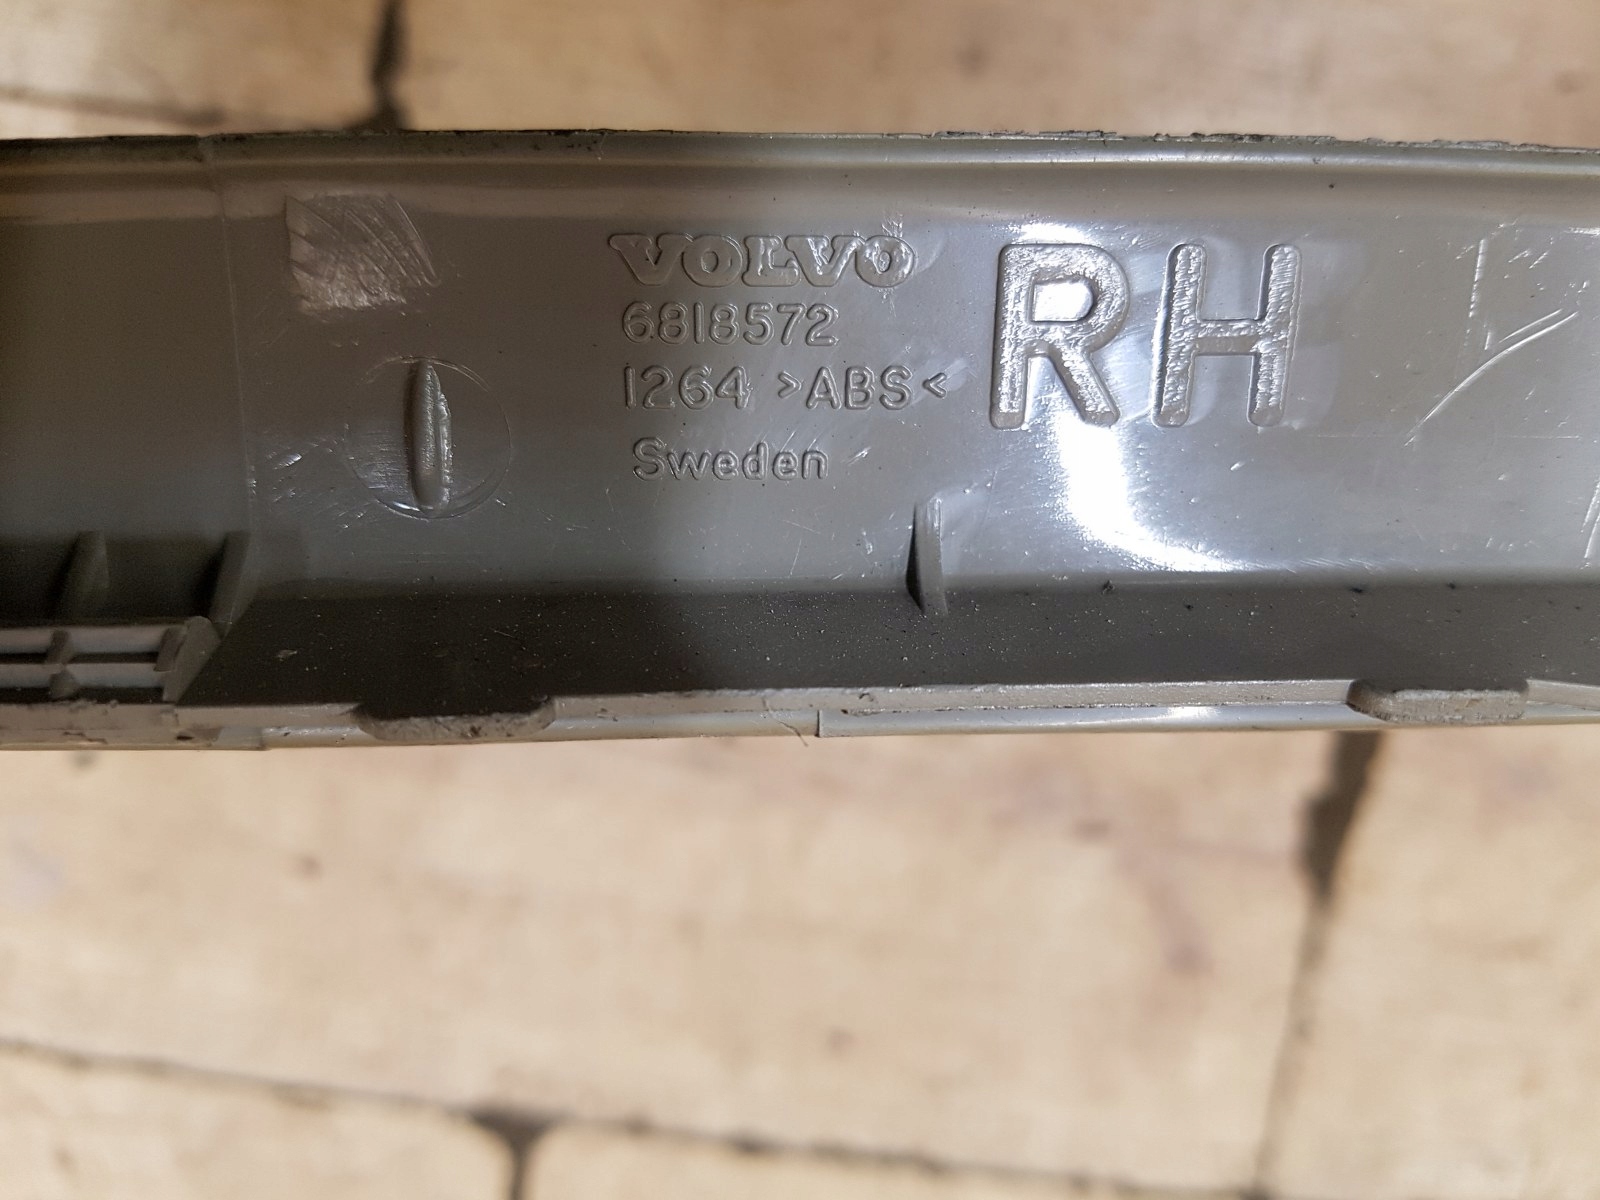 VOLVO
6818572
1264 >ABS<
Sweden
RH